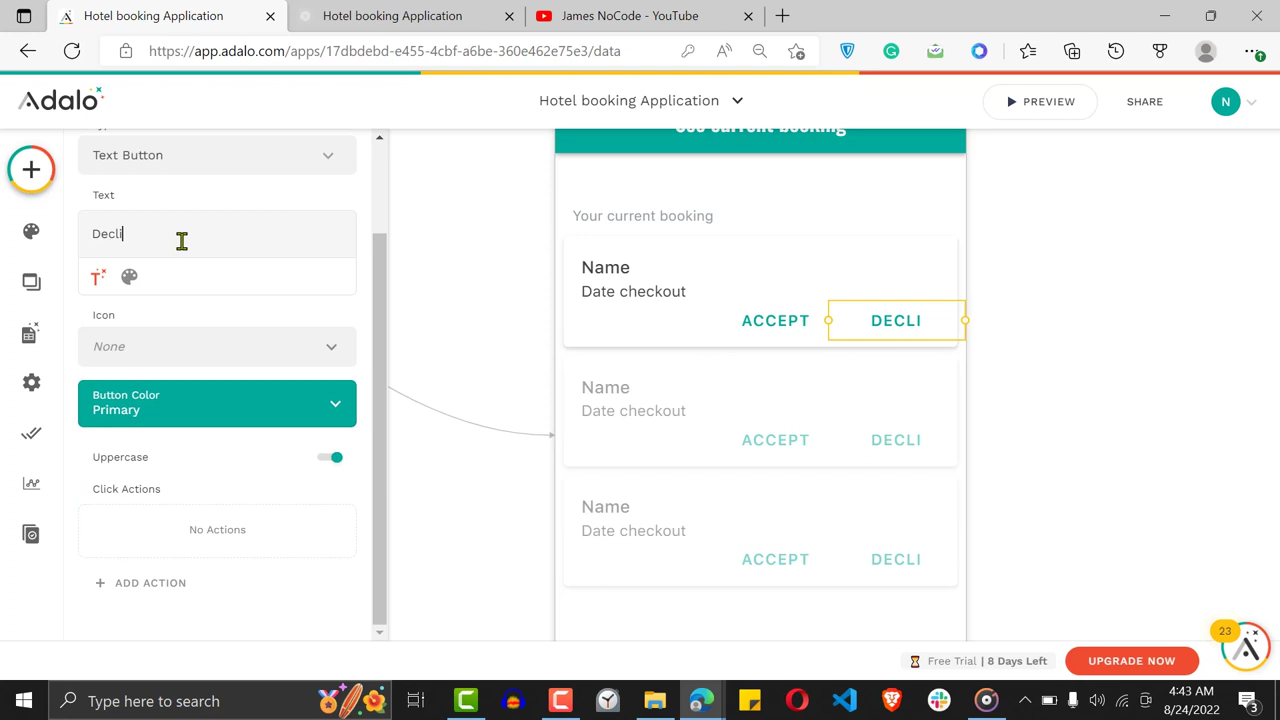 Hotel booking Application
Hotel booking Application
James NoCode - YouTube
https://app.adalo.com/apps/17dbdebd-e455-4cbf-a6be-360e462e75e3/data
Adalo
Hotel booking Application
PREVIEW
SHARE
N
Text Button
Text
Decli
Icon
None
Button Color
Primary
Uppercase
Click Actions
No Actions
ADD ACTION
See current booking
Your current booking
Name
Date checkout
ACCEPT DECLI
Name
Date checkout
ACCEPT DECLI
Name
Date checkout
ACCEPT DECLI
23
Free Trial | 8 Days Left
UPGRADE NOW
Type here to search
4:43 AM
8/24/2022
3